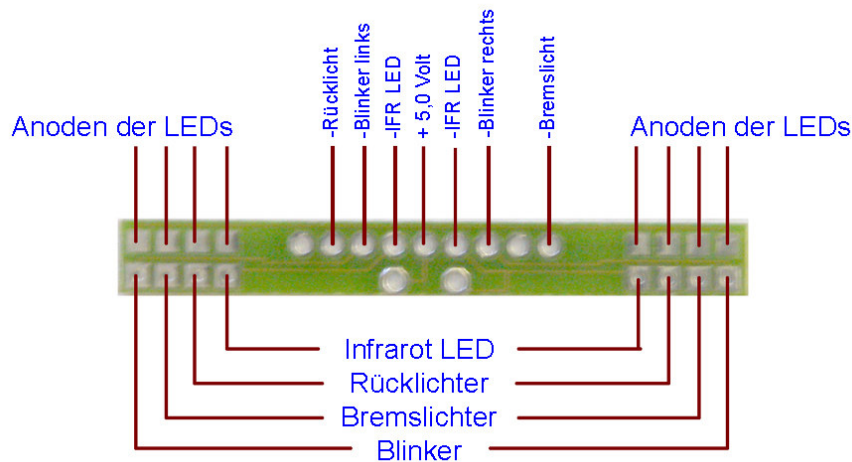 -Rücklicht
-Blinker links
-IFR LED
+ 5,0 Volt
-IFR LED
-Blinker rechts
-Bremslicht
Anoden der LEDs
Anoden der LEDs
Infrarot LED
Rücklichter
Bremslichter
Blinker